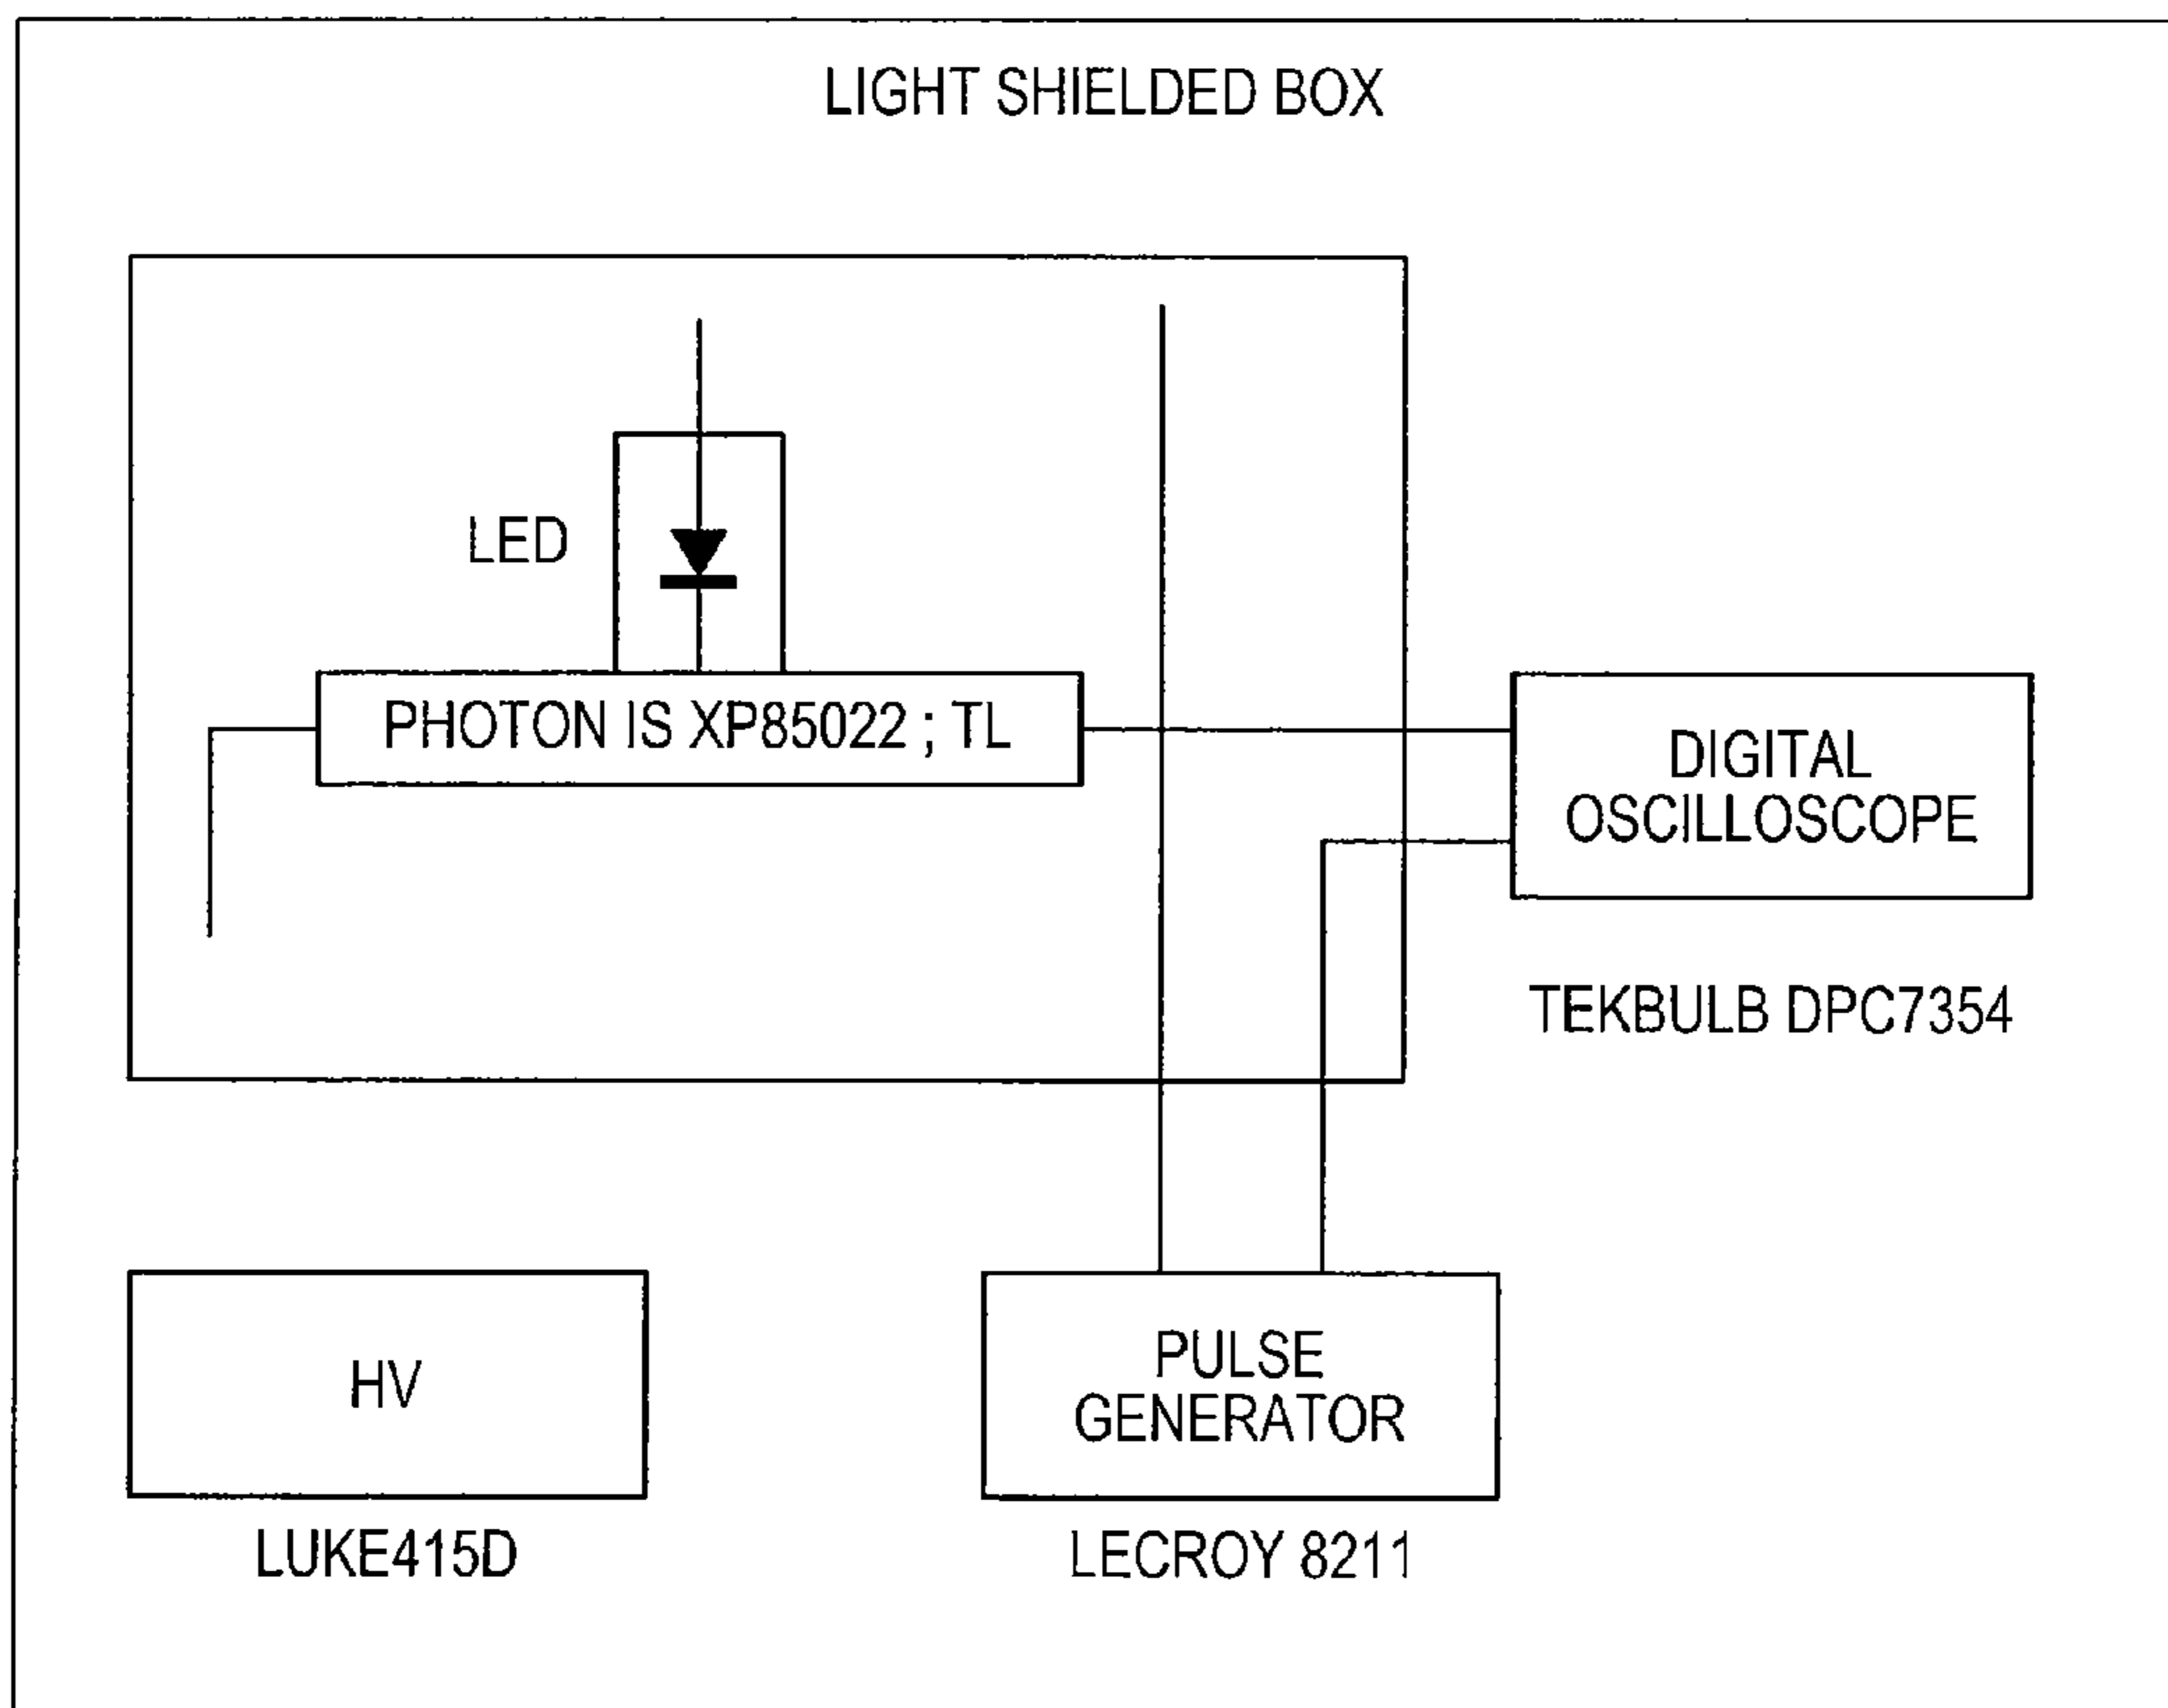 LIGHT SHIELDED BOX
LED
PHOTON IS XP85022 ; TL
DIGITAL
OSCILLOSCOPE
TEKBULB DPC7354
HV
LUKE415D
PULSE
GENERATOR
LECROY 8211